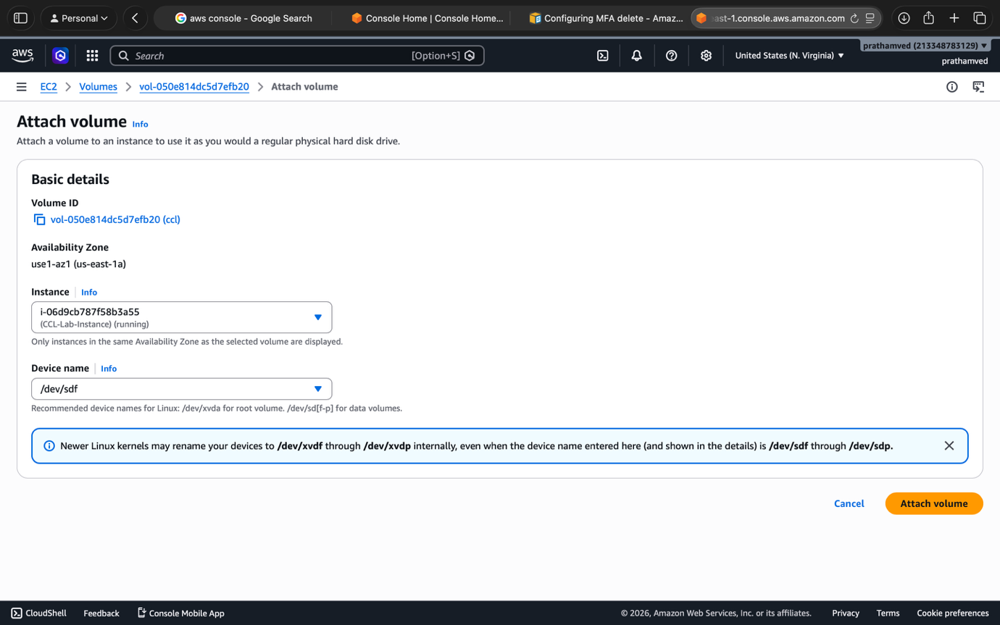 Personal
aws console - Google Search
Console Home | Console Home...
Configuring MFA delete - Amaz...
east-1.console.aws.amazon.com
aws
Search
[Option+S]
United States (N. Virginia)
prathamved (213348783129)
prathamved
EC2
Volumes
vol-050e814dc5d7efb20
Attach volume
Attach volume Info
Attach a volume to an instance to use it as you would a regular physical hard disk drive.
Basic details
Volume ID
vol-050e814dc5d7efb20 (ccl)
Availability Zone
use1-az1 (us-east-1a)
Instance Info
i-06d9cb787f58b3a55
(CCL-Lab-Instance) (running)
Only instances in the same Availability Zone as the selected volume are displayed.
Device name Info
/dev/sdf
Recommended device names for Linux: /dev/xvda for root volume. /dev/sd[f-p] for data volumes.
Newer Linux kernels may rename your devices to /dev/xvdf through /dev/xvdp internally, even when the device name entered here (and shown in the details) is /dev/sdf through /dev/sdp.
Cancel
Attach volume
CloudShell
Feedback
Console Mobile App
© 2026, Amazon Web Services, Inc. or its affiliates.
Privacy
Terms
Cookie preferences